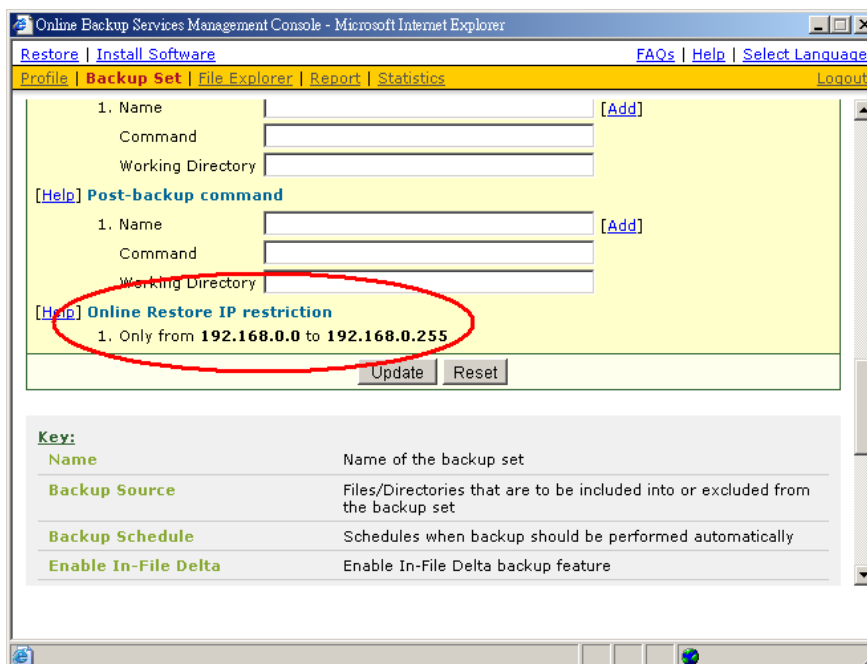 Online Backup Services Management Console - Microsoft Internet Explorer
Restore | Install Software FAQs | Help | Select Language
Profile | Backup Set | File Explorer | Report | Statistics Logout
1. Name [Add]
Command
Working Directory
[Help] Post-backup command
1. Name [Add]
Command
Working Directory
[Help] Online Restore IP restriction
1. Only from 192.168.0.0 to 192.168.0.255
Update Reset
Key:
Name Name of the backup set
Backup Source Files/Directories that are to be included into or excluded from
the backup set
Backup Schedule Schedules when backup should be performed automatically
Enable In-File Delta Enable In-File Delta backup feature